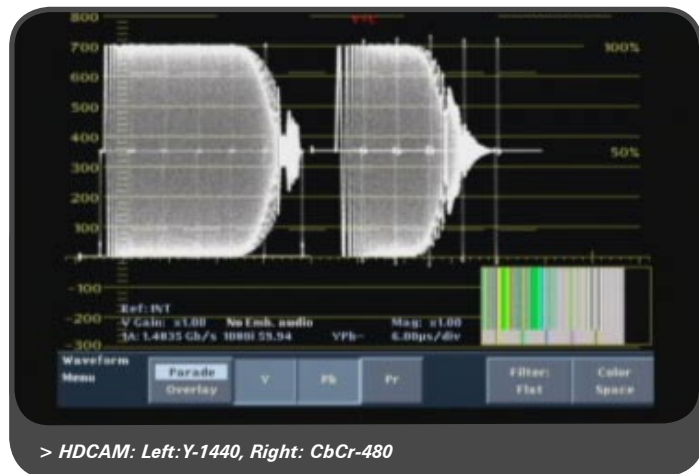 800
700
600
500
400
300
200
100
-100
-200
-300
100%
50%
Ref: INT
V Gain: x1.00 No Emb. audio Mag: x1.00
1A: 1.4835 Gb/s 1080i 59.94 YPb- 6.00µs/div
Waveform
Menu
Parade
Overlay
Y
Pb
Pr
Filter:
Flat
Color
Space
> HDCAM: Left:Y-1440, Right: CbCr-480